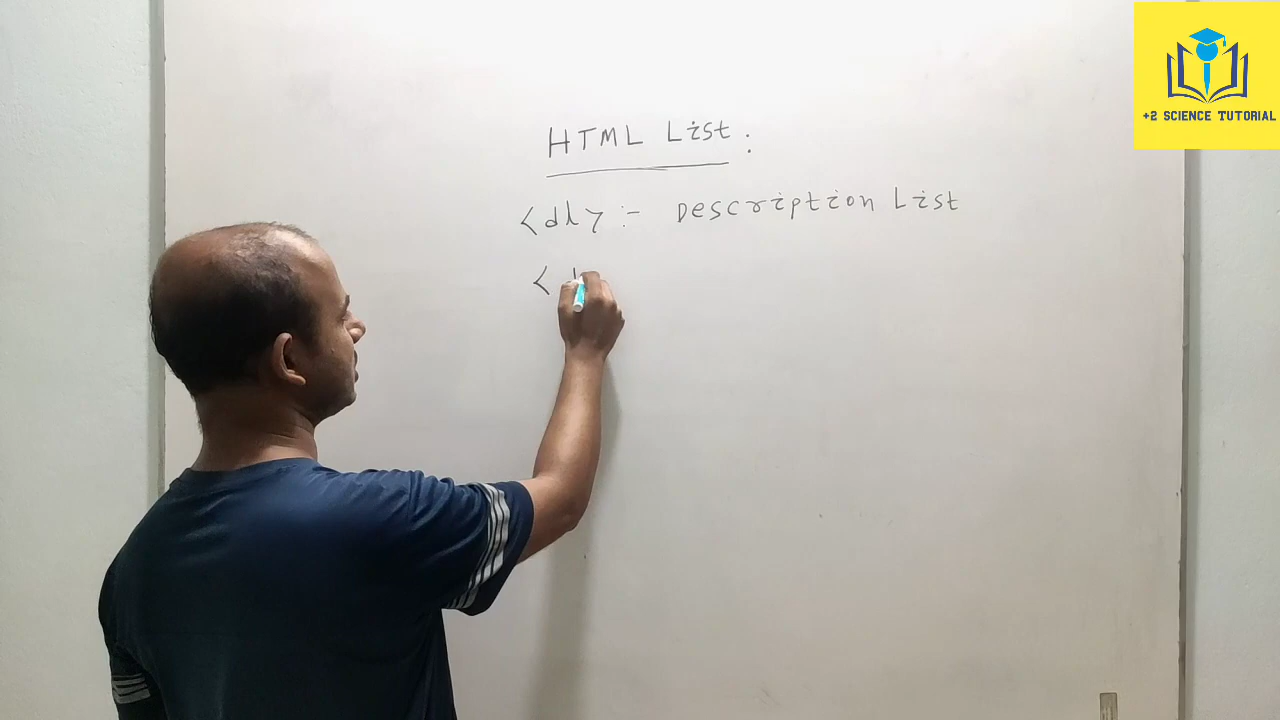 +2 SCIENCE TUTORIAL
HTML List :
<dl> :- Description List
<